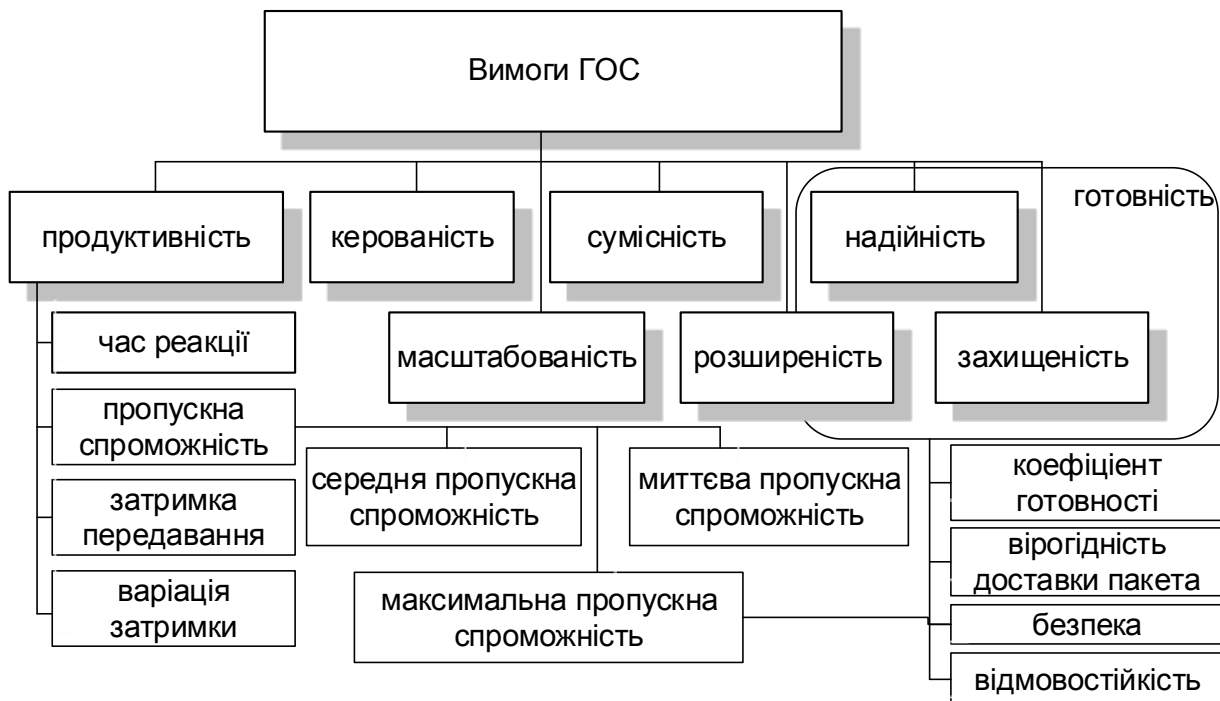 Вимоги ГОС
готовність
продуктивність
керованість
сумісність
надійність
масштабованість
розширеність
захищеність
час реакції
пропускна
спроможність
затримка
передавання
варіація
затримки
середня пропускна
спроможність
миттєва пропускна
спроможність
максимальна пропускна
спроможність
коефіціент
готовності
вірогідність
доставки пакета
безпека
відмовостійкість